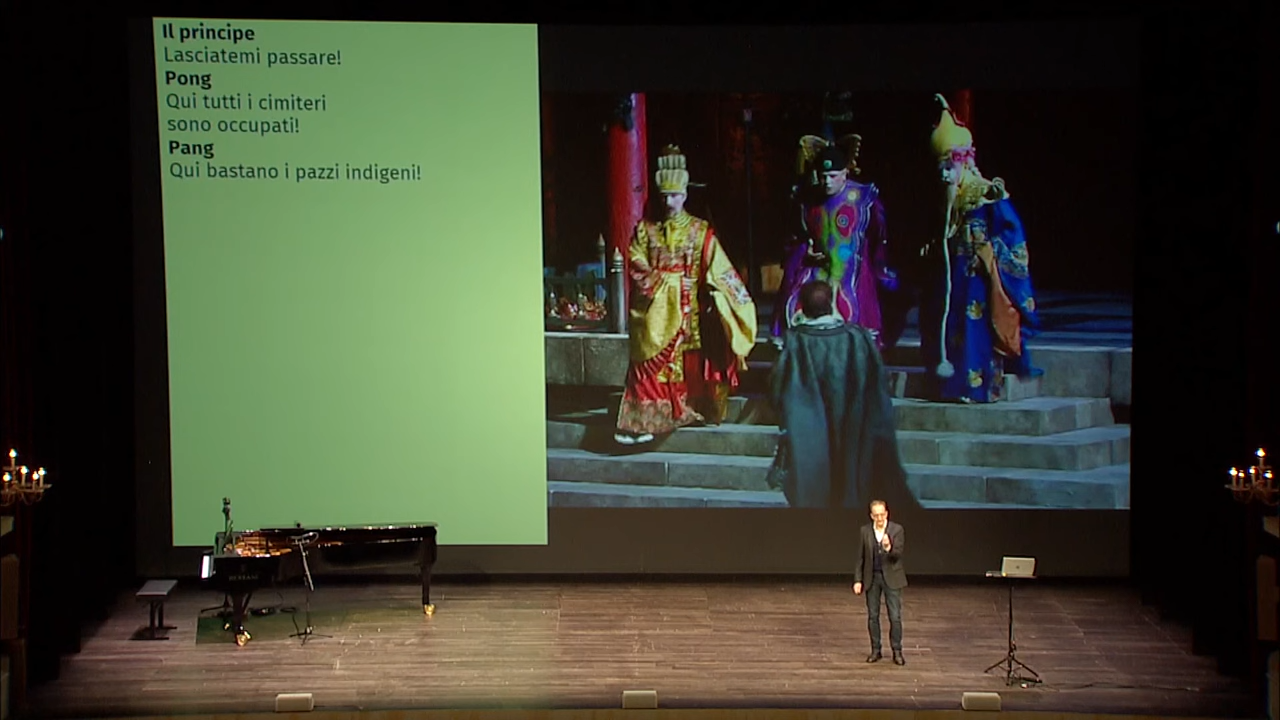 Il principe
Lasciatemi passare!
Pong
Qui tutti i cimiteri
sono occupati!
Pang
Qui bastano i pazzi indigeni!